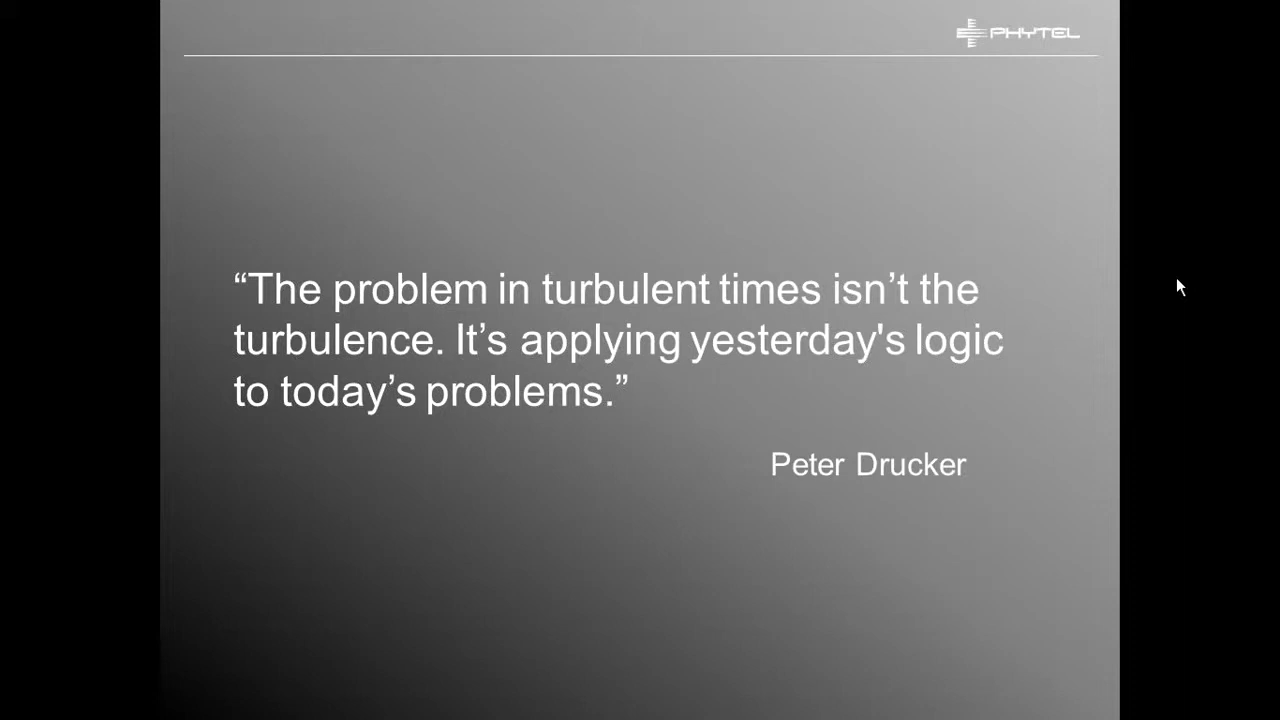 PHYTEL
“The problem in turbulent times isn’t the
turbulence. It’s applying yesterday's logic
to today’s problems.”
Peter Drucker